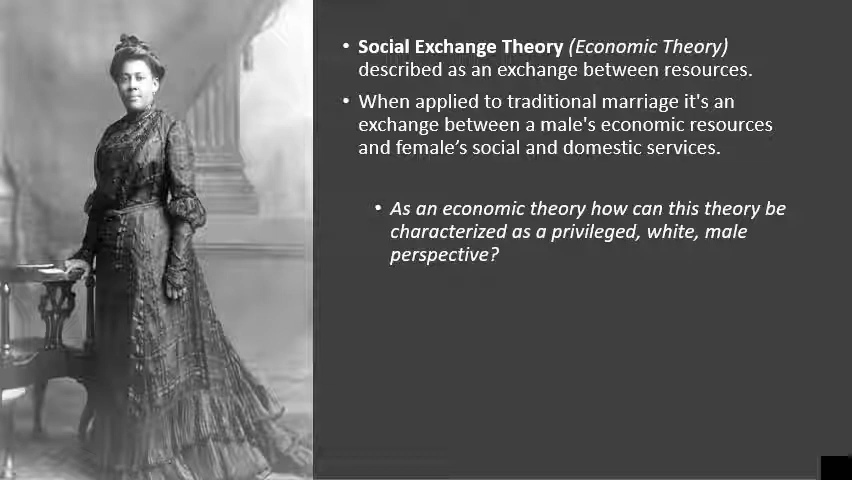 • Social Exchange Theory (Economic Theory)
described as an exchange between resources.
• When applied to traditional marriage it's an
exchange between a male's economic resources
and female’s social and domestic services.
• As an economic theory how can this theory be
characterized as a privileged, white, male
perspective?